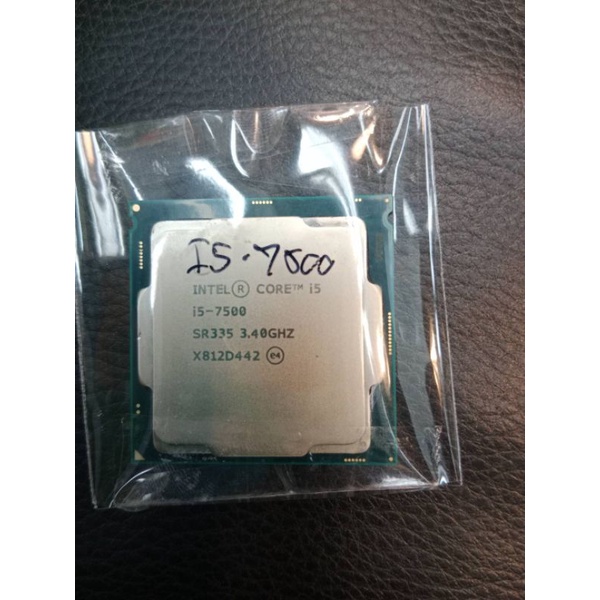 I5-7500
INTEL® CORE™ i5
i5-7500
SR335 3.40GHZ
X812D442 e4